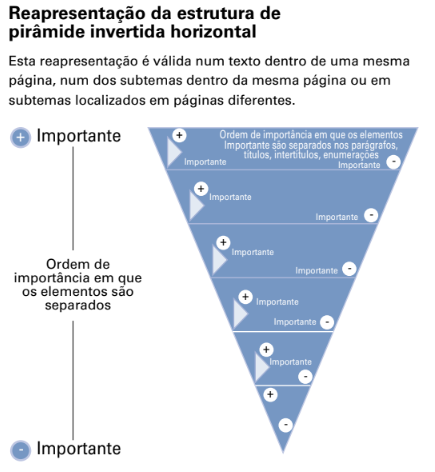 Reapresentação da estrutura de
pirâmide invertida horizontal
Esta reapresentação é válida num texto dentro de uma mesma
página, num dos subtemas dentro da mesma página ou em
subtemas localizados em páginas diferentes.
+ Importante
Ordem de
importância em que
os elementos são
separados
- Importante
+ Ordem de importância em que os elementos
Importante são separados nos parágrafos,
títulos, intertítulos, enumerações
Importante
Importante -
+
Importante
Importante -
+
Importante
Importante -
+
Importante
Importante -
+
Importante
-
+
-